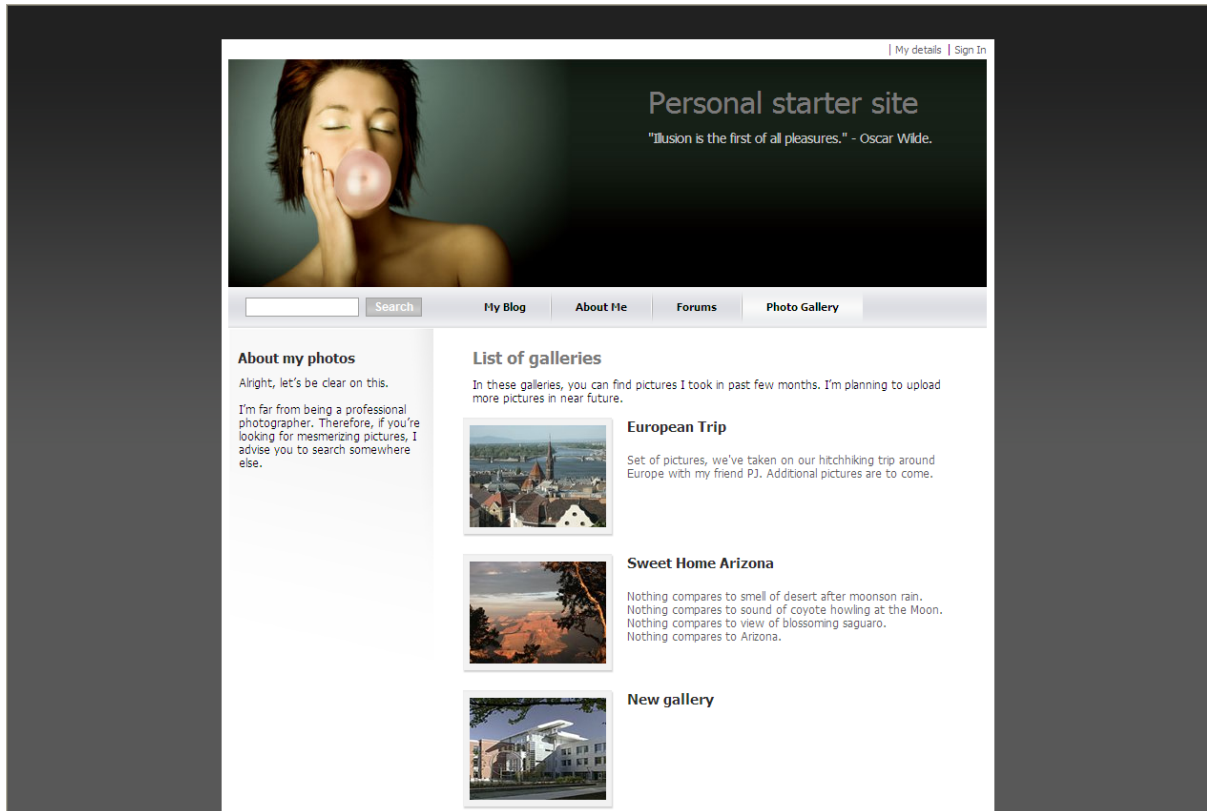 | My details | Sign In
Personal starter site
"Illusion is the first of all pleasures." - Oscar Wilde.
Search
My Blog
About Me
Forums
Photo Gallery
About my photos
Alright, let's be clear on this.
I'm far from being a professional
photographer. Therefore, if you're
looking for mesmerizing pictures, I
advise you to search somewhere
else.
List of galleries
In these galleries, you can find pictures I took in past few months. I'm planning to upload
more pictures in near future.
European Trip
Set of pictures, we've taken on our hitchhiking trip around
Europe with my friend PJ. Additional pictures are to come.
Sweet Home Arizona
Nothing compares to smell of desert after moonson rain.
Nothing compares to sound of coyote howling at the Moon.
Nothing compares to view of blossoming saguaro.
Nothing compares to Arizona.
New gallery